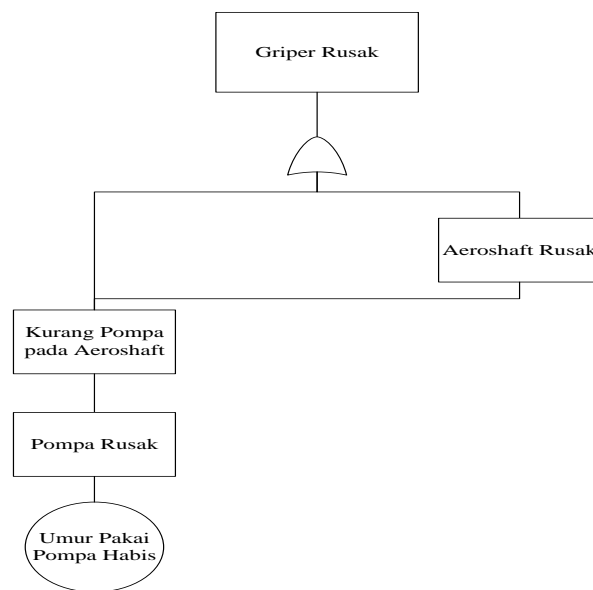 Griper Rusak
Aeroshaft Rusak
Kurang Pompa
pada Aeroshaft
Pompa Rusak
Umur Pakai
Pompa Habis